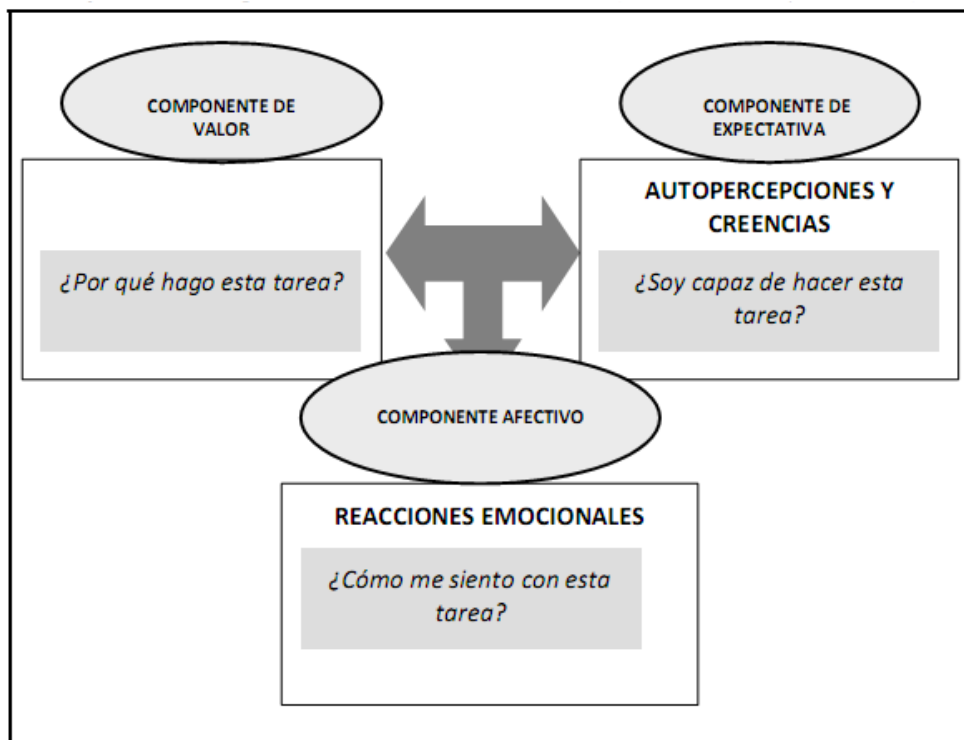 COMPONENTE DE
VALOR
¿Por qué hago esta tarea?
COMPONENTE DE
EXPECTATIVA
AUTOPERCEPCIONES Y
CREENCIAS
¿Soy capaz de hacer esta
tarea?
COMPONENTE AFECTIVO
REACCIONES EMOCIONALES
¿Cómo me siento con esta
tarea?